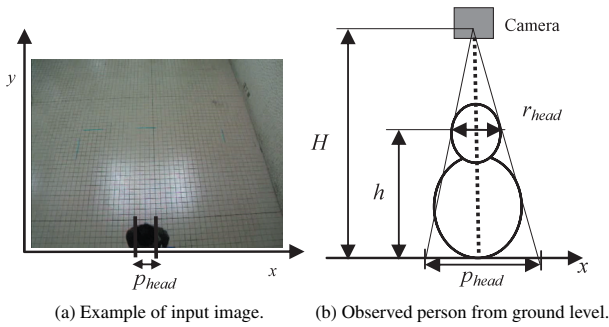 y
x
p_head
(a) Example of input image.
Camera
H
r_head
h
x
p_head
(b) Observed person from ground level.